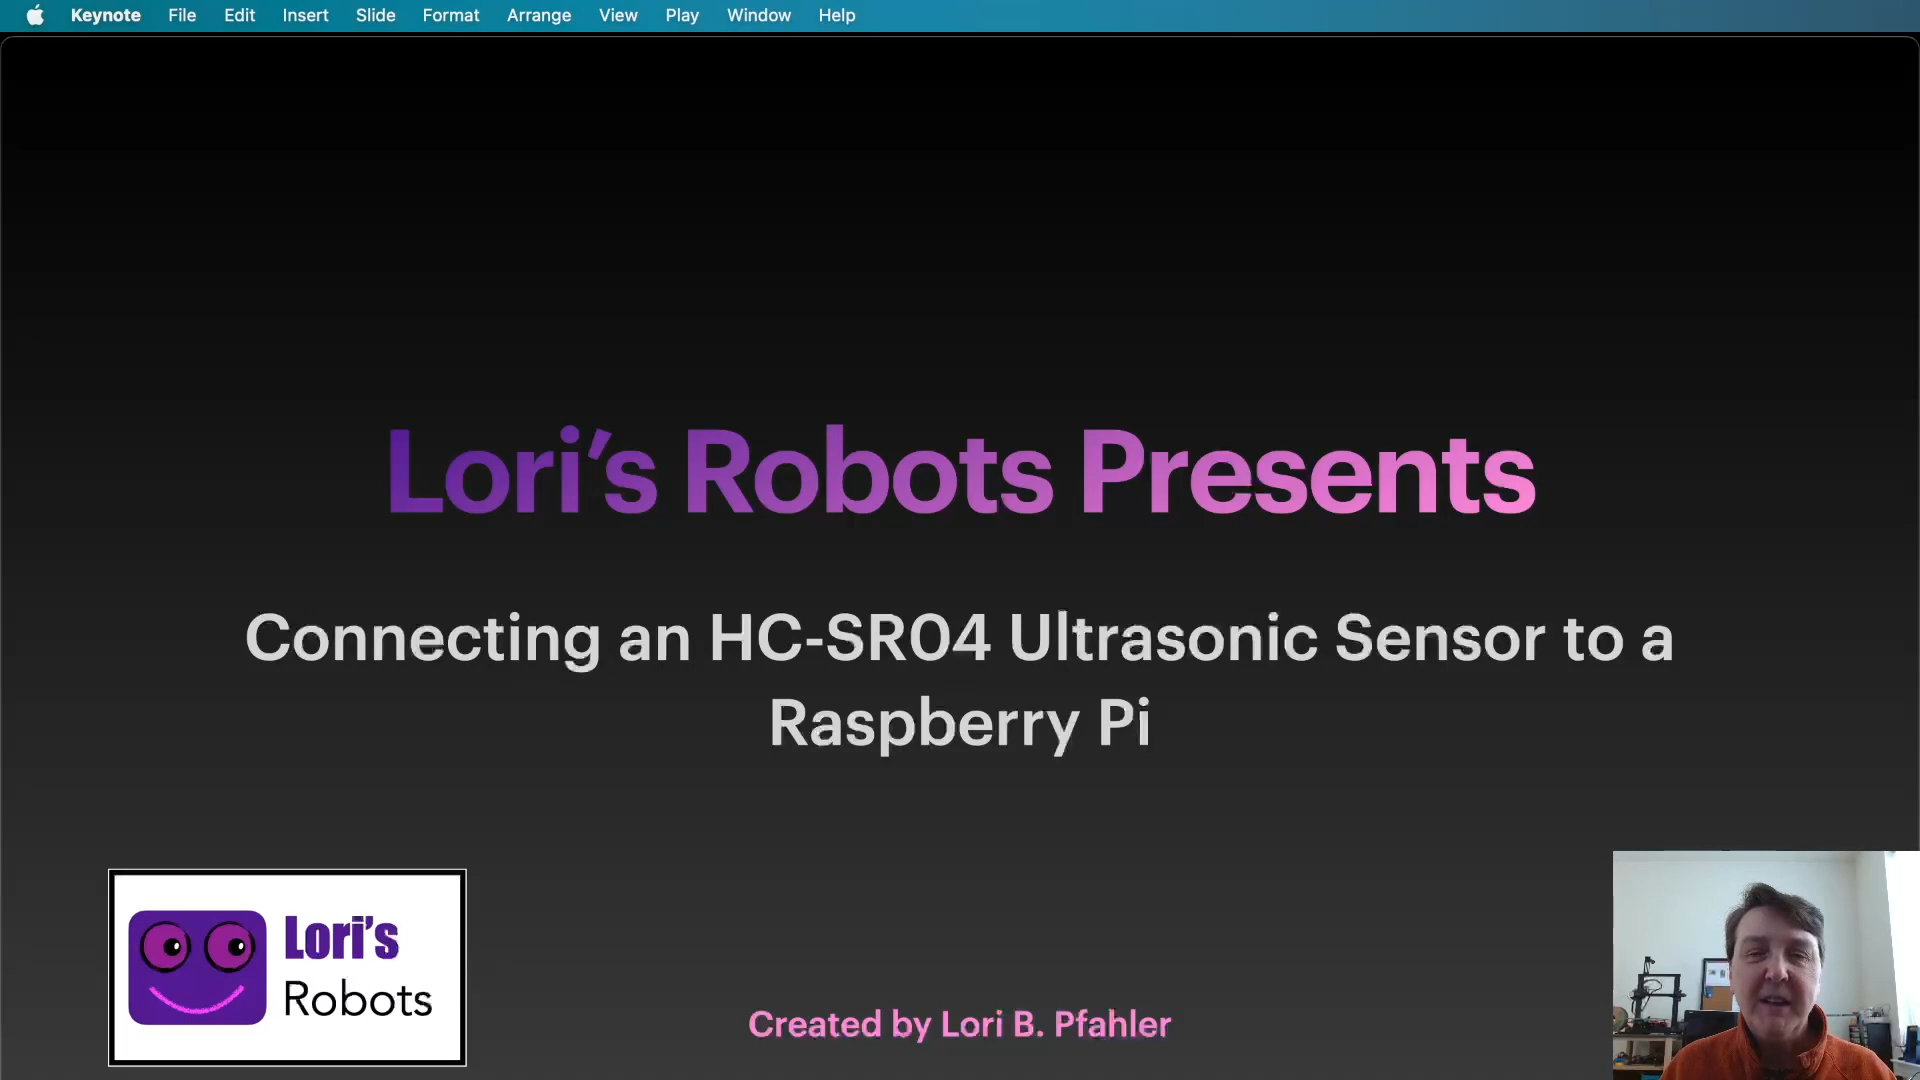 Keynote File Edit Insert Slide Format Arrange View Play Window Help
Lori’s Robots Presents
Connecting an HC-SR04 Ultrasonic Sensor to a
Raspberry Pi
Lori’s
Robots
Created by Lori B. Pfahler